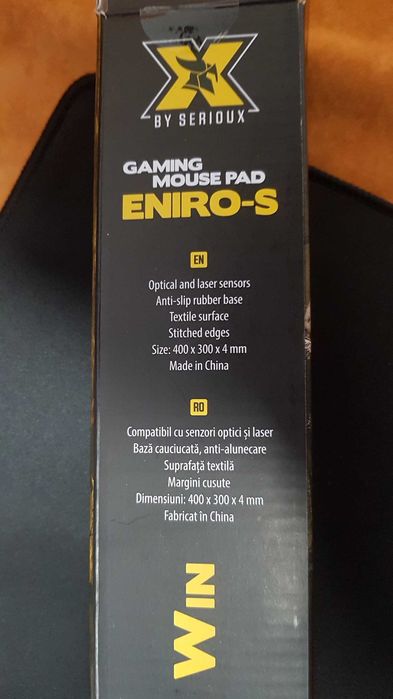 X
BY SERIOUX
GAMING
MOUSE PAD
ENIRO-S
EN
Optical and laser sensors
Anti-slip rubber base
Textile surface
Stitched edges
Size: 400 x 300 x 4 mm
Made in China
RO
Compatibil cu senzori optici și laser
Bază cauciucată, anti-alunecare
Suprafață textilă
Margini cusute
Dimensiuni: 400 x 300 x 4 mm
Fabricat în China
WIN